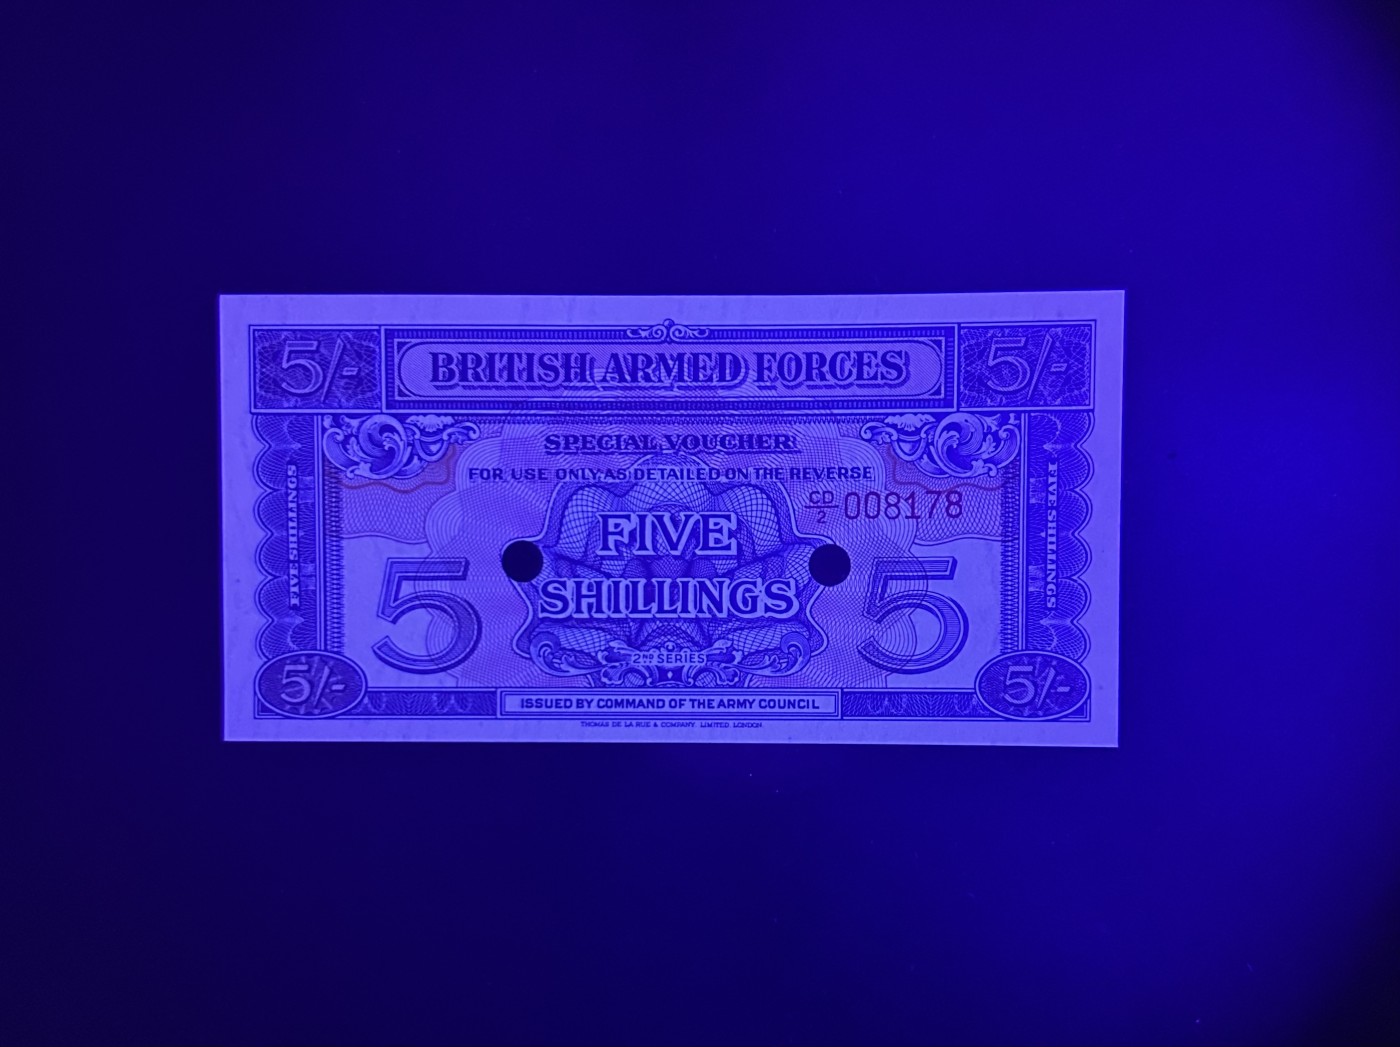 5/- BRITISH ARMED FORCES 5/-
SPECIAL VOUCHER
FOR USE ONLY AS DETAILED ON THE REVERSE
CD/2 008178
FIVE SHILLINGS
FIVE SHILLINGS
FIVE
SHILLINGS
5 5
2ND SERIES
5/- 5/-
ISSUED BY COMMAND OF THE ARMY COUNCIL
THOMAS DE LA RUE & COMPANY, LIMITED, LONDON.